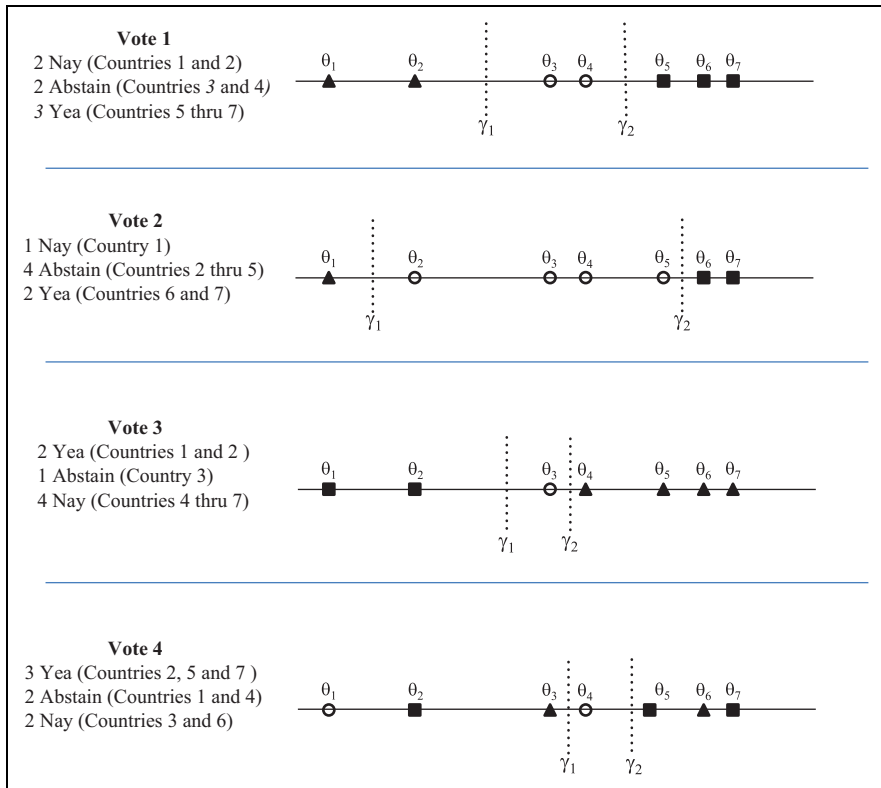 Vote 1
2 Nay (Countries 1 and 2)
2 Abstain (Countries 3 and 4)
3 Yea (Countries 5 thru 7)
θ1 θ2 θ3 θ4 θ5 θ6 θ7
γ1 γ2
Vote 2
1 Nay (Country 1)
4 Abstain (Countries 2 thru 5)
2 Yea (Countries 6 and 7)
θ1 θ2 θ3 θ4 θ5 θ6 θ7
γ1 γ2
Vote 3
2 Yea (Countries 1 and 2 )
1 Abstain (Country 3)
4 Nay (Countries 4 thru 7)
θ1 θ2 θ3 θ4 θ5 θ6 θ7
γ1 γ2
Vote 4
3 Yea (Countries 2, 5 and 7 )
2 Abstain (Countries 1 and 4)
2 Nay (Countries 3 and 6)
θ1 θ2 θ3 θ4 θ5 θ6 θ7
γ1 γ2